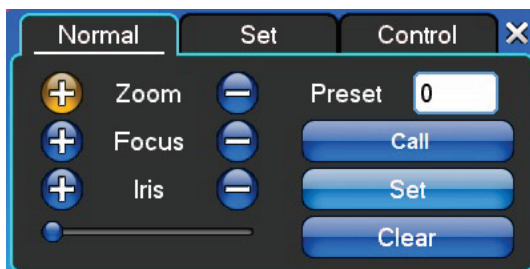 Normal Set Control
Zoom Preset 0
Focus Call
Iris Set
Clear